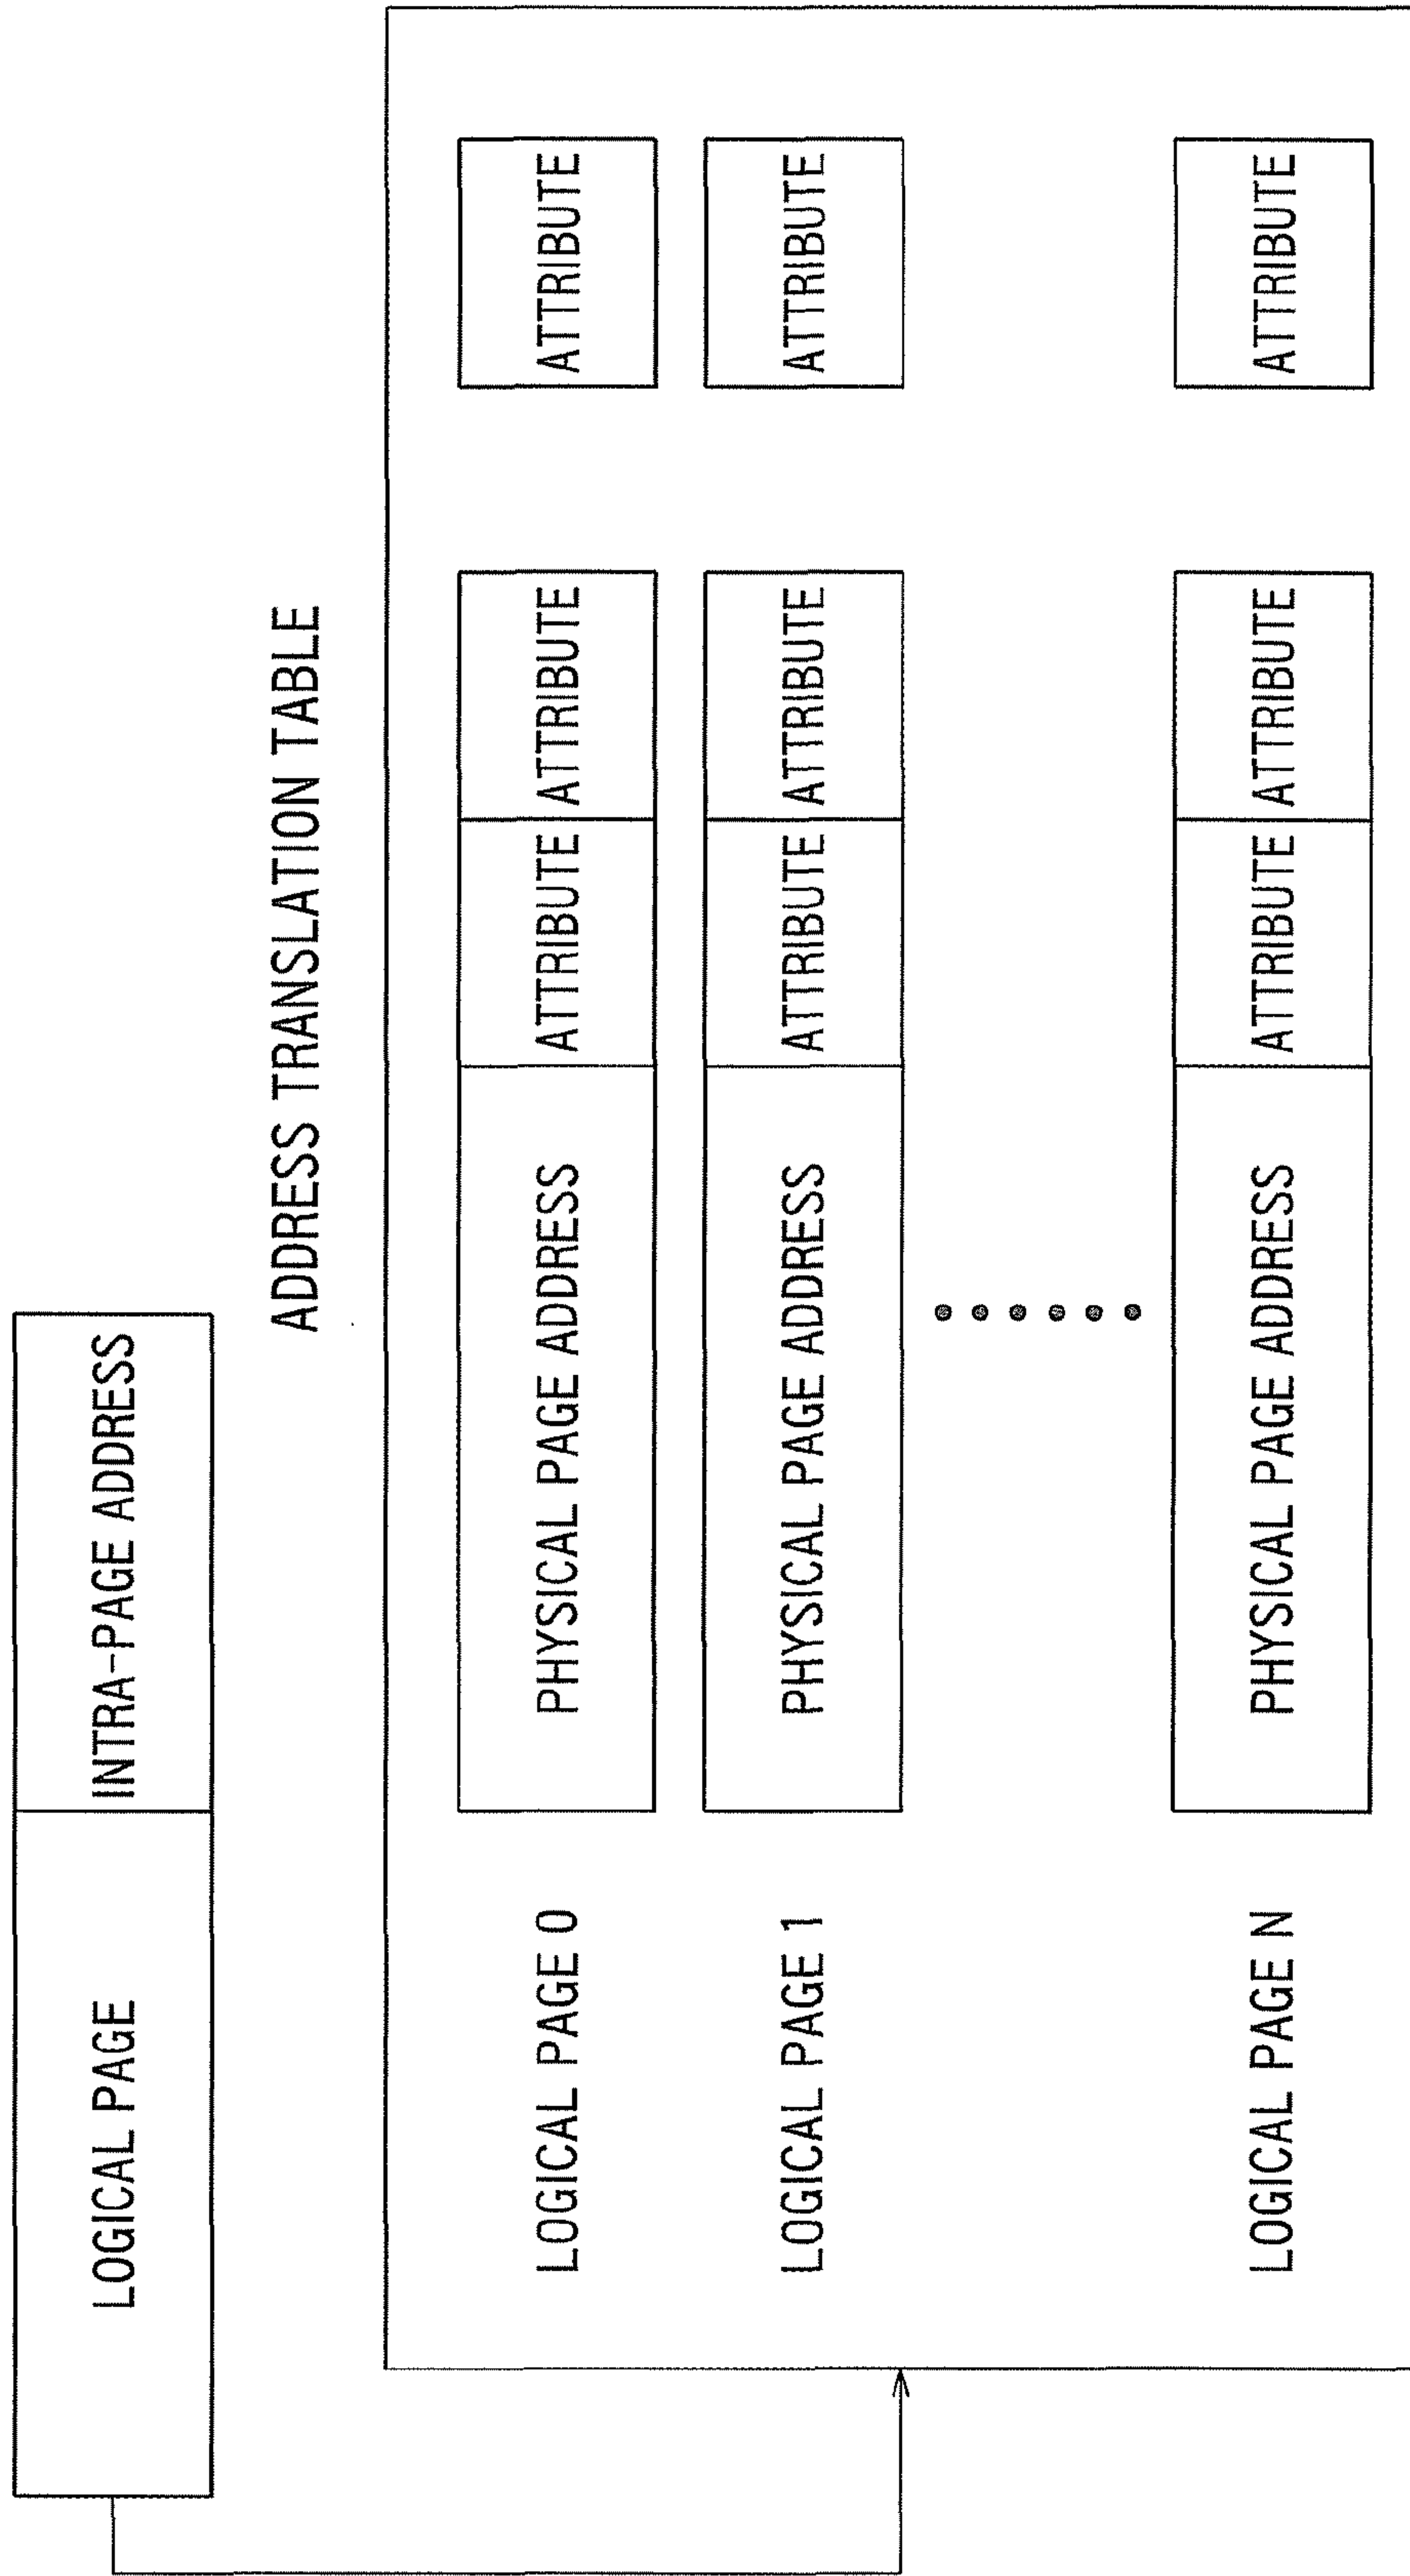 LOGICAL PAGE INTRA-PAGE ADDRESS
ADDRESS TRANSLATION TABLE
LOGICAL PAGE 0 PHYSICAL PAGE ADDRESS ATTRIBUTE ATTRIBUTE ATTRIBUTE
LOGICAL PAGE 1 PHYSICAL PAGE ADDRESS ATTRIBUTE ATTRIBUTE ATTRIBUTE
LOGICAL PAGE N PHYSICAL PAGE ADDRESS ATTRIBUTE ATTRIBUTE ATTRIBUTE